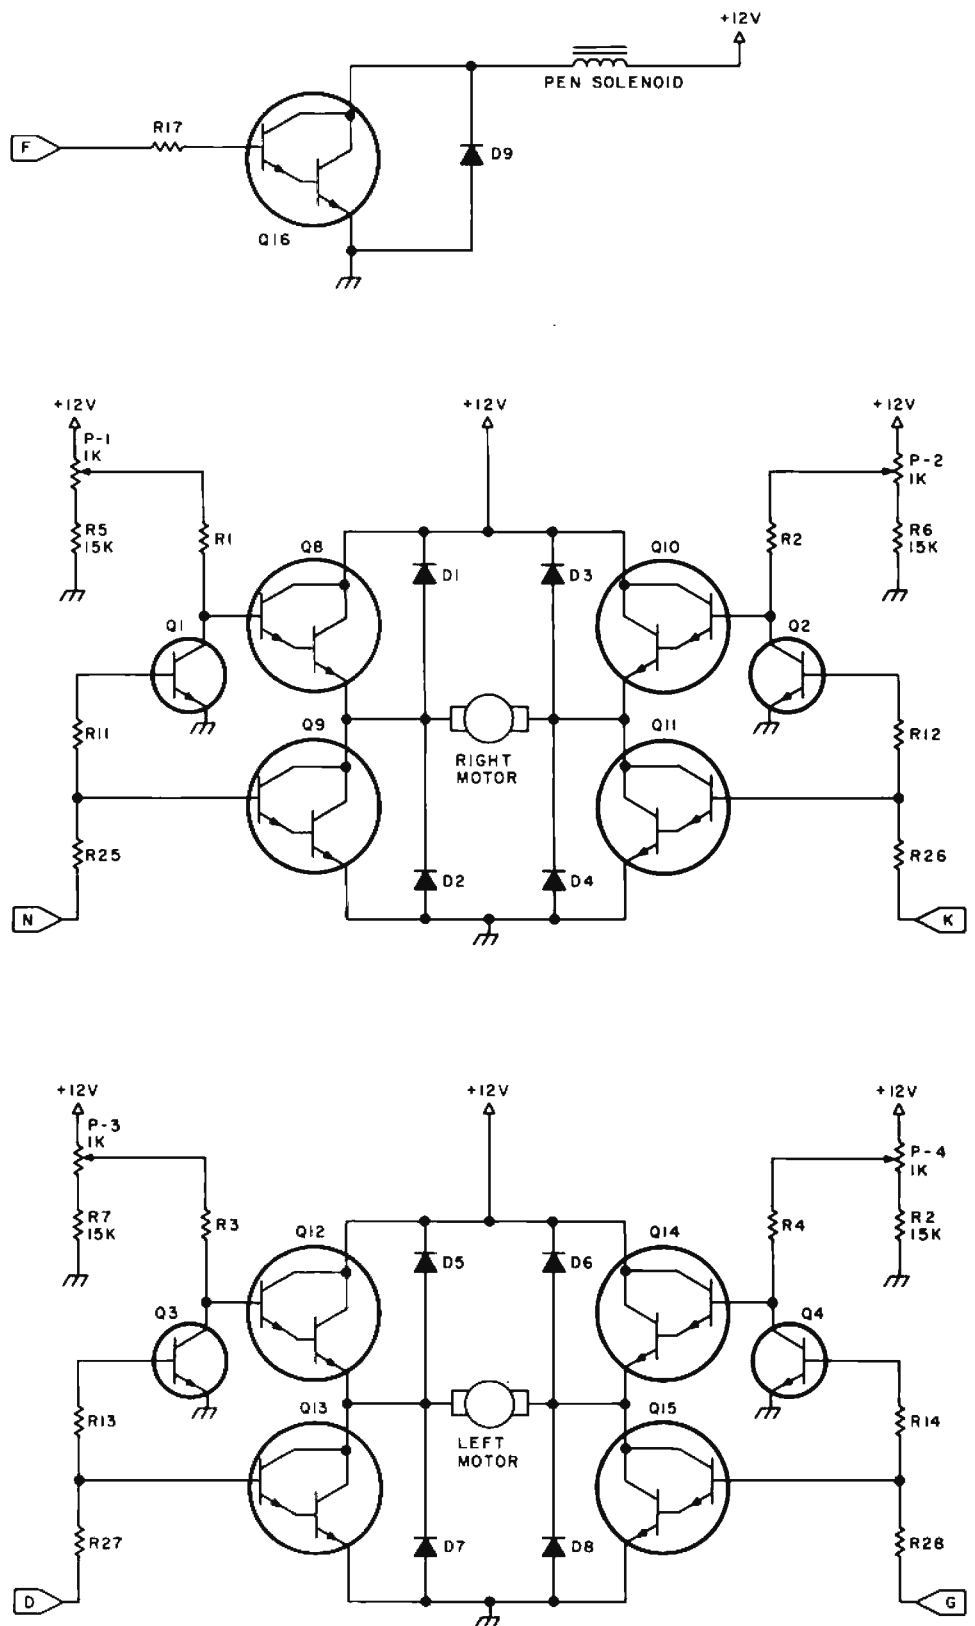 +12V
PEN SOLENOID
F
R17
D9
Q16
+12V
+12V
+12V
P-1
1K
P-2
1K
R5
15K
R1
Q8
Q10
R2
R6
15K
D1
D3
Q1
Q2
Q9
Q11
R11
RIGHT
MOTOR
R12
R25
D2
D4
R26
N
K
+12V
+12V
+12V
P-3
1K
P-4
1K
R7
15K
R3
Q12
Q14
R4
R2
15K
D5
D6
Q3
Q4
Q13
Q15
R13
LEFT
MOTOR
R14
R27
D7
D8
R28
D
G